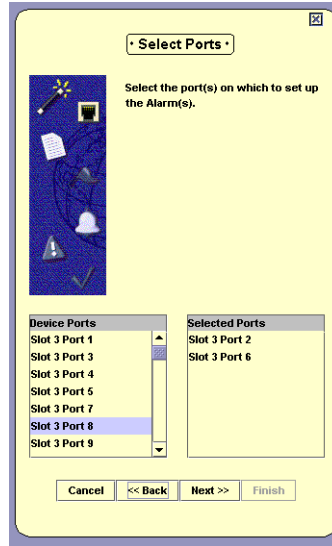 • Select Ports •
Select the port(s) on which to set up
the Alarm(s).
Device Ports
Slot 3 Port 1
Slot 3 Port 3
Slot 3 Port 4
Slot 3 Port 5
Slot 3 Port 7
Slot 3 Port 8
Slot 3 Port 9
Selected Ports
Slot 3 Port 2
Slot 3 Port 6
Cancel << Back Next >> Finish